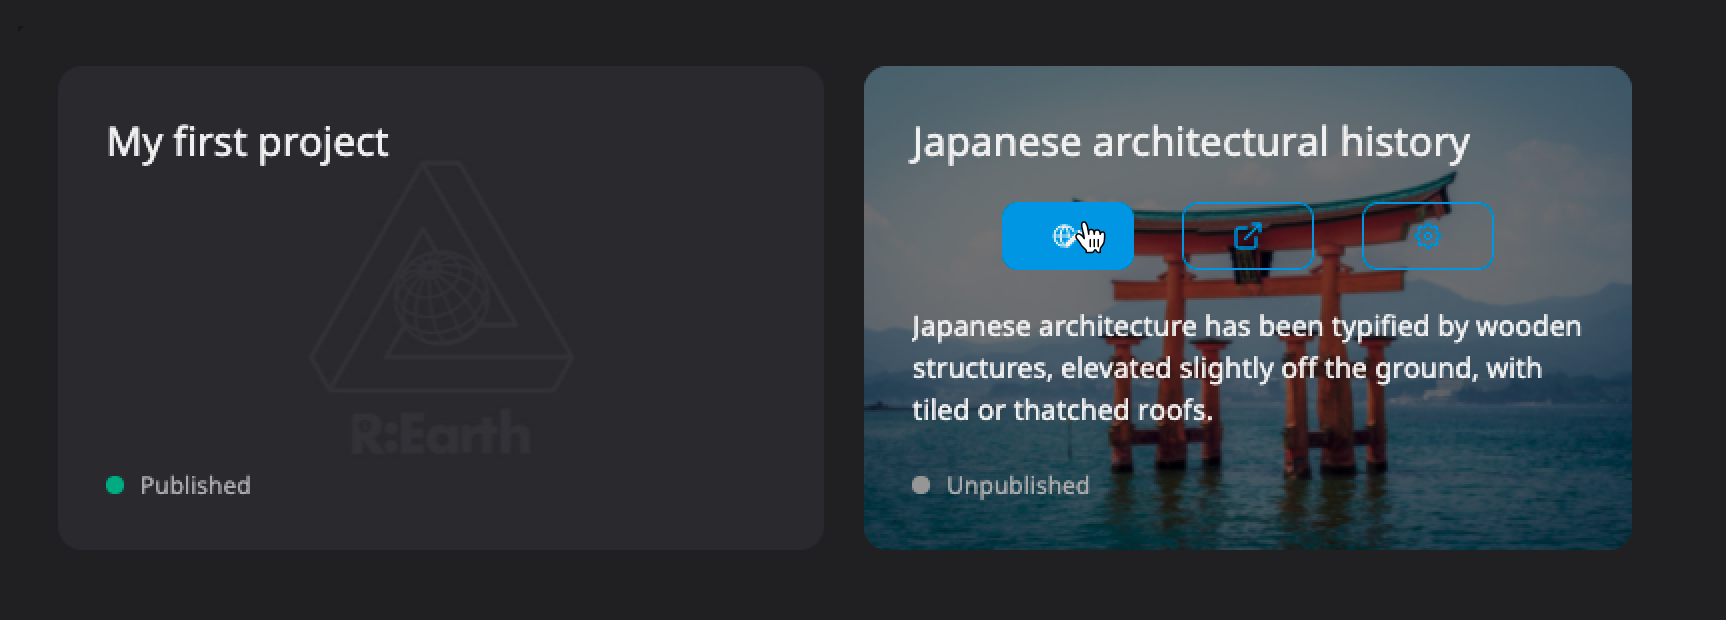 My first project
R:Earth
Published
Japanese architectural history
Japanese architecture has been typified by wooden
structures, elevated slightly off the ground, with
tiled or thatched roofs.
Unpublished